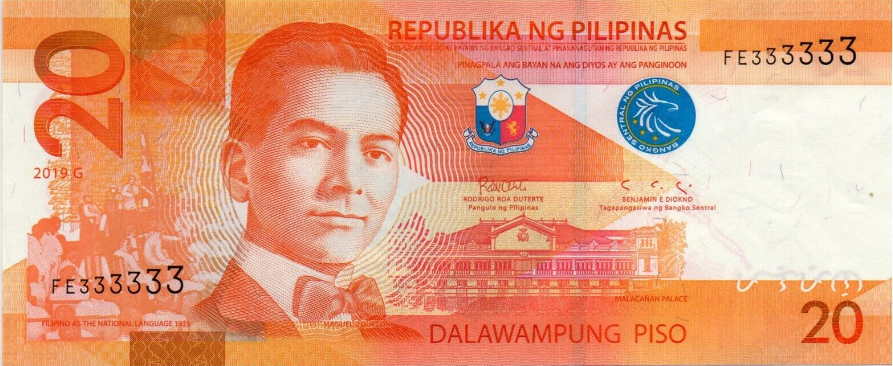 20
REPUBLIKA NG PILIPINAS
PINAGPALA ANG BAYAN NA ANG DIYOS AY ANG PANGINOON
FE333333
REPUBLIKA NG PILIPINAS
BANGKO SENTRAL NG PILIPINAS
2019 G
RODRIGO ROA DUTERTE
Pangulo ng Pilipinas
BENJAMIN E DIOKNO
Tagapangasiwa ng Bangko Sentral
FE333333
MALACAÑAN PALACE
FILIPINO AS THE NATIONAL LANGUAGE 1935
MANUEL L. QUEZON
DALAWAMPUNG PISO
20